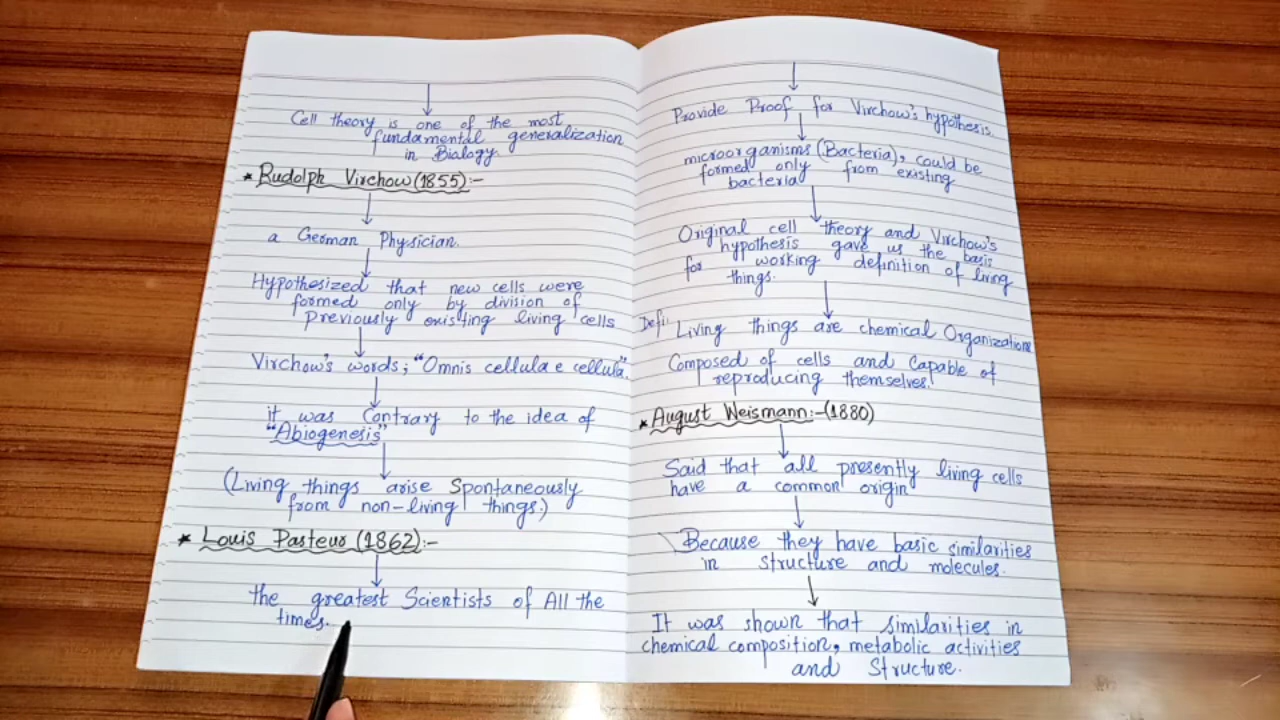 Cell theory is one of the most
fundamental generalization
in Biology
* Rudolph Virchow (1855):-
a German Physician.
Hypothesized that new cells were
formed only by division of
previously existing living cells
Virchow's words; "Omnis cellula e cellula".
it was Contrary to the idea of
"Abiogenesis"
(Living things arise Spontaneously
from non-living things.)
* Louis Pasteur (1862):-
the greatest Scientists of All the
times.
Provide Proof for Virchow's hypothesis.
microorganisms (Bacteria), could be
formed only from existing
bacteria
Original cell theory and Virchow's
hypothesis gave us the basis
for working definition of living
things.
Defi: Living things are chemical Organizations
Composed of cells and Capable of
reproducing themselves.
* August Weismann:-(1880)
Said that all presently living cells
have a common origin
Because they have basic similarities
in structure and molecules.
It was shown that similarities in
chemical composition, metabolic activities
and Structure.